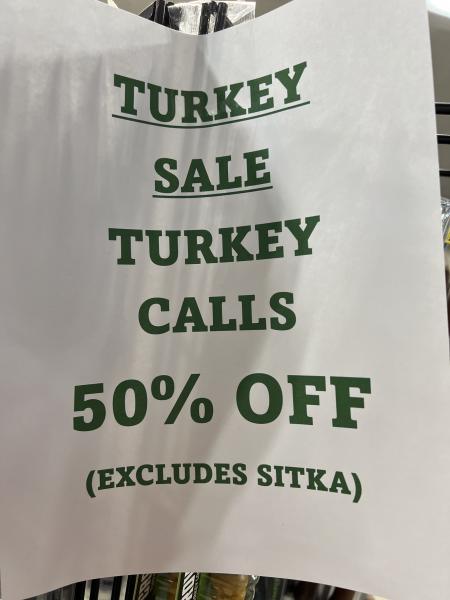 TURKEY
SALE
TURKEY
CALLS
50% OFF
(EXCLUDES SITKA)